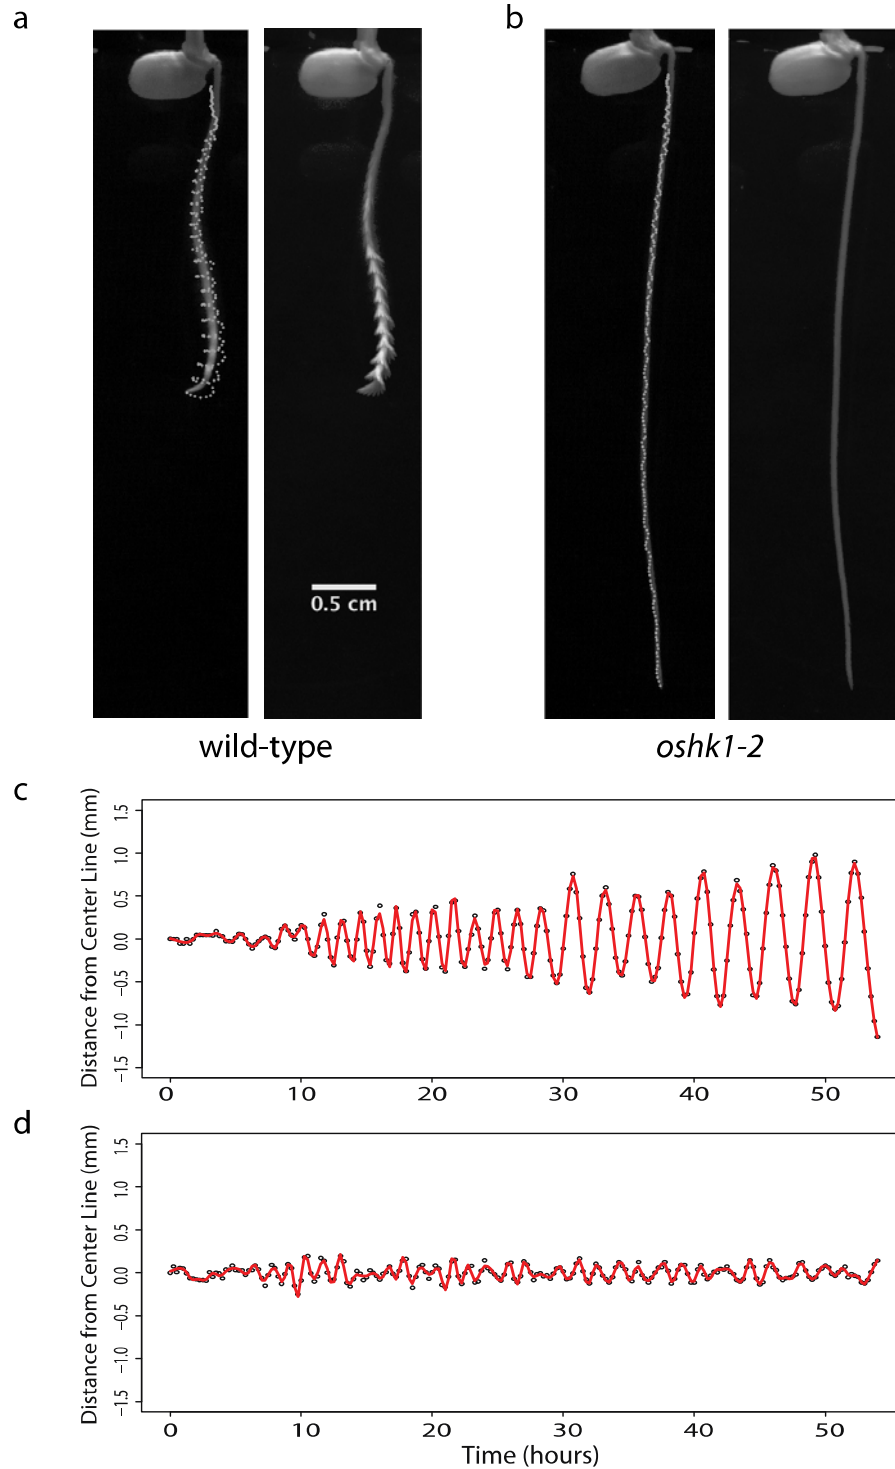 a
b
0.5 cm
wild-type
oshk1-2
c
Distance from Center Line (mm)
1.5
1.0
0.5
0.0
−0.5
−1.0
−1.5
0 10 20 30 40 50
d
Distance from Center Line (mm)
1.5
1.0
0.5
0.0
−0.5
−1.0
−1.5
0 10 20 30 40 50
Time (hours)